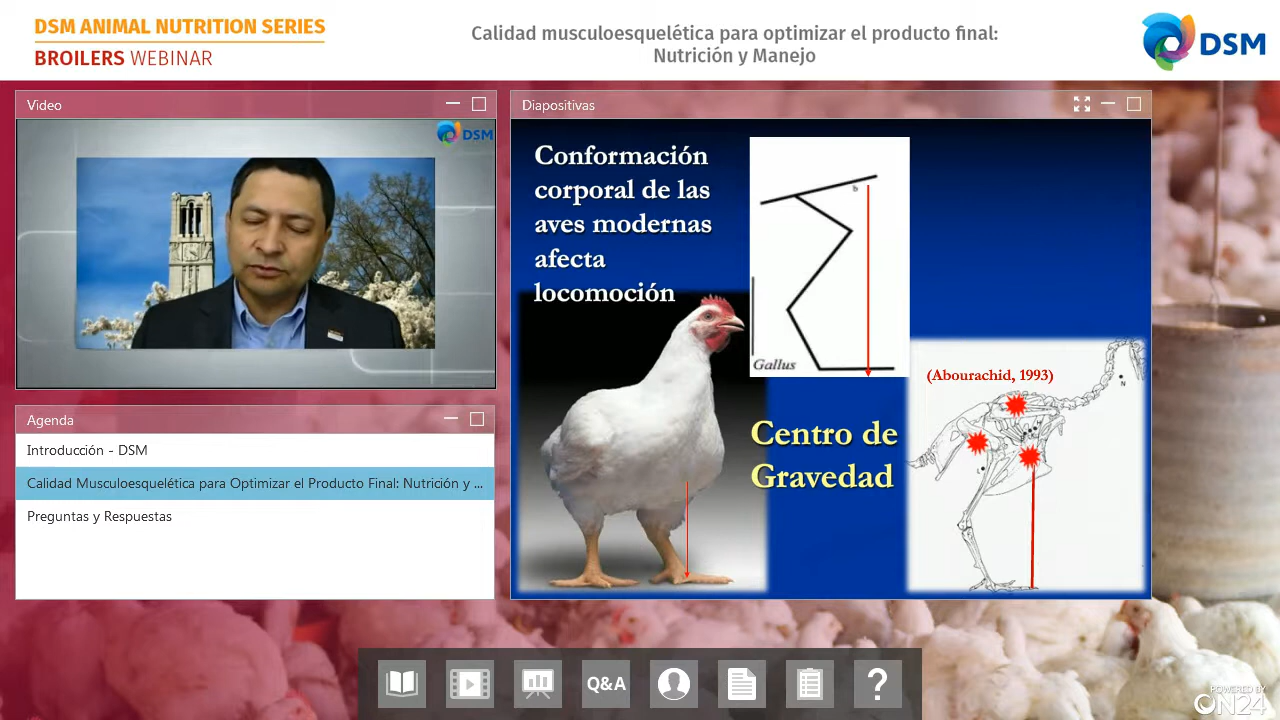 DSM ANIMAL NUTRITION SERIES
BROILERS WEBINAR
Calidad musculoesquelética para optimizar el producto final:
Nutrición y Manejo
DSM
Video
DSM
Agenda
Introducción - DSM
Calidad Musculoesquelética para Optimizar el Producto Final: Nutrición y ...
Preguntas y Respuestas
Diapositivas
Conformación
corporal de las
aves modernas
afecta
locomoción
b
Gallus
(Abourachid, 1993)
N
L
Centro de
Gravedad
Q&A
?
POWERED BY
ON24